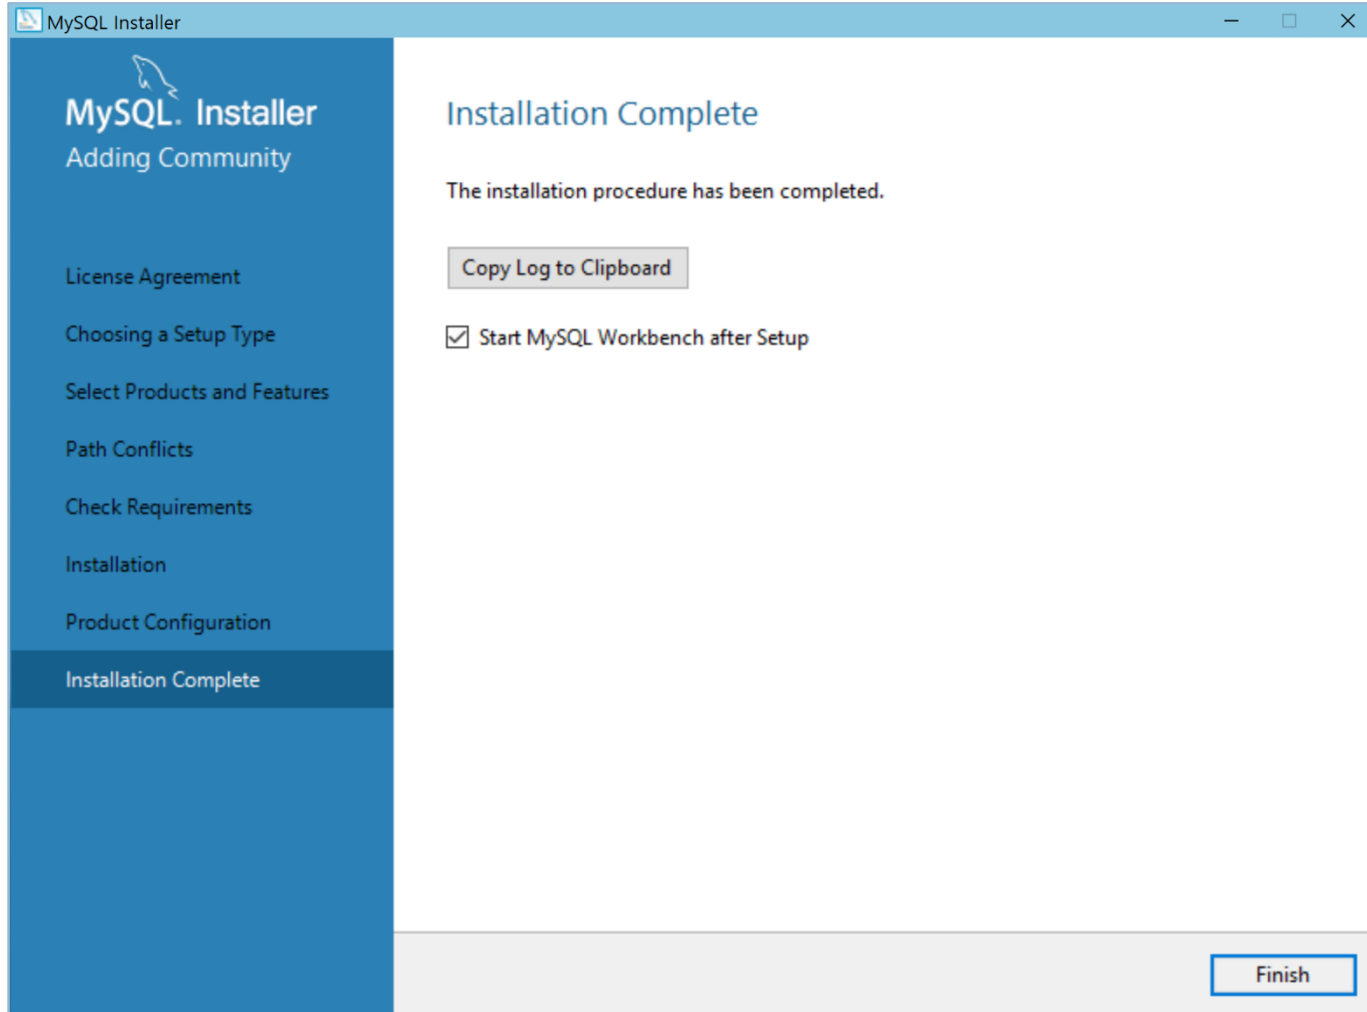 MySQL Installer
MySQL. Installer
Adding Community
License Agreement
Choosing a Setup Type
Select Products and Features
Path Conflicts
Check Requirements
Installation
Product Configuration
Installation Complete
Installation Complete
The installation procedure has been completed.
Copy Log to Clipboard
Start MySQL Workbench after Setup
Finish